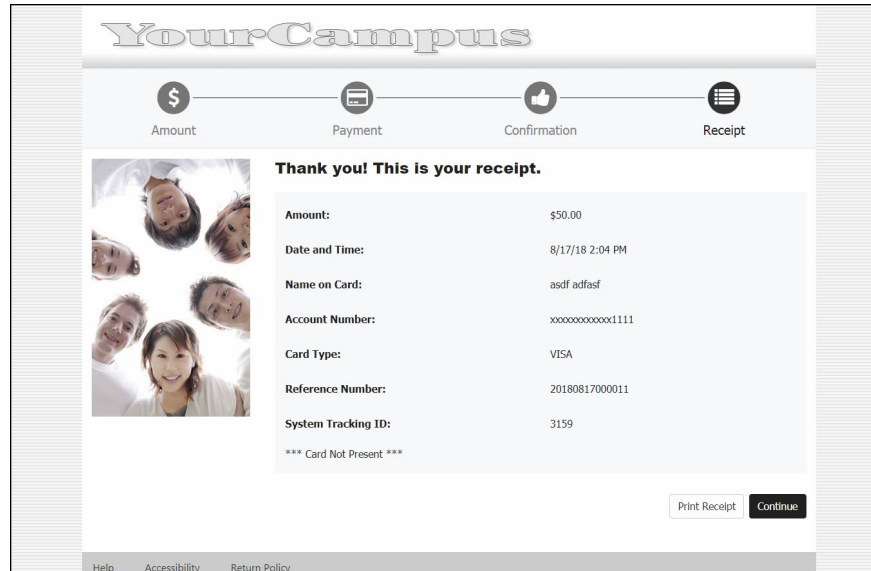 YourCampus
Amount Payment Confirmation Receipt
Thank you! This is your receipt.
Amount: $50.00
Date and Time: 8/17/18 2:04 PM
Name on Card: asdf adfasf
Account Number: xxxxxxxxxxxx1111
Card Type: VISA
Reference Number: 20180817000011
System Tracking ID: 3159
*** Card Not Present ***
Print Receipt Continue
Help Accessibility Return Policy